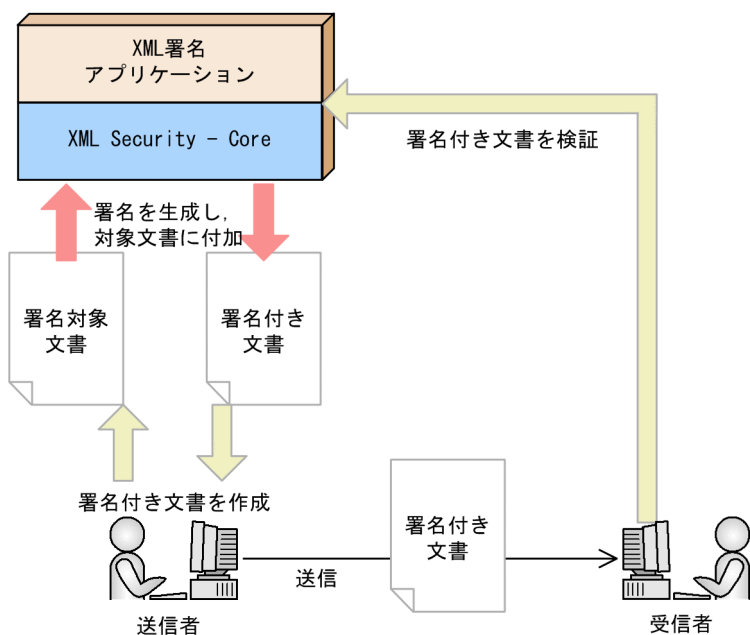 XML署名
アプリケーション
XML Security - Core
署名付き文書を検証
署名を生成し,
対象文書に付加
署名対象
文書
署名付き
文書
署名付き文書を作成
署名付き
文書
送信
送信者
受信者